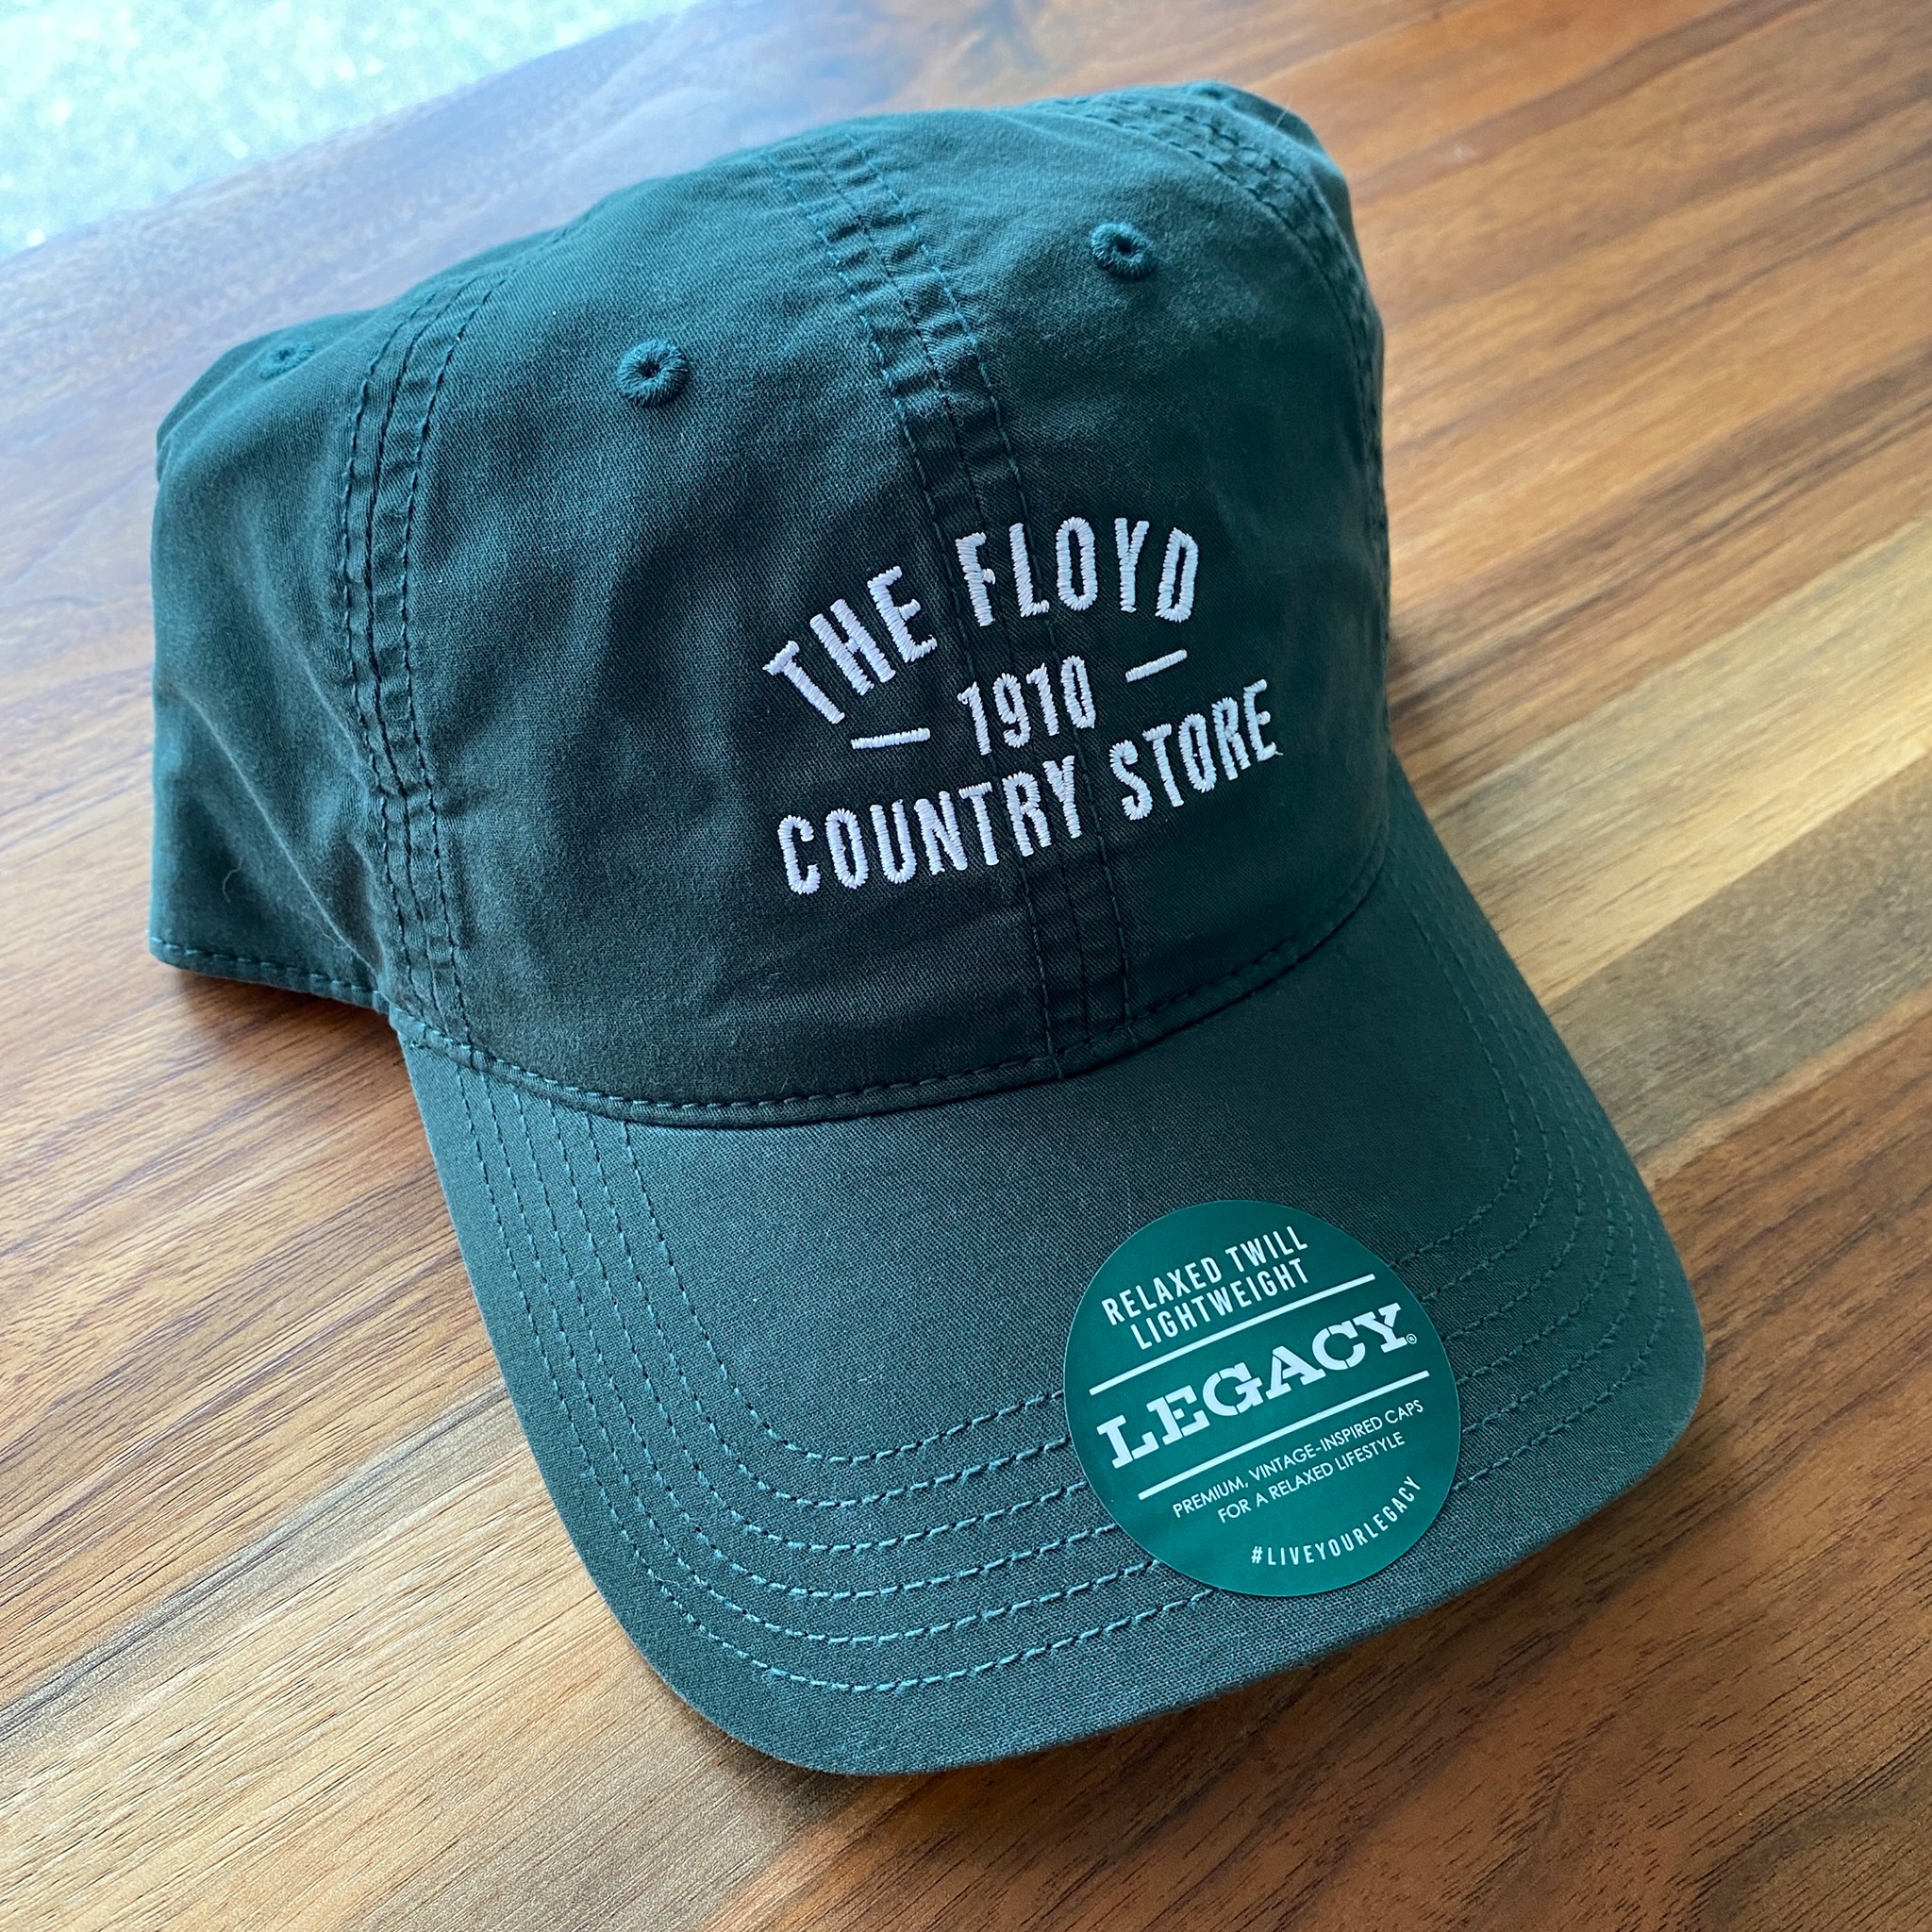 THE FLOYD
— 1910 —
COUNTRY STORE
RELAXED TWILL
LIGHTWEIGHT
LEGACY®
PREMIUM, VINTAGE-INSPIRED CAPS
FOR A RELAXED LIFESTYLE
#LIVEYOURLEGACY